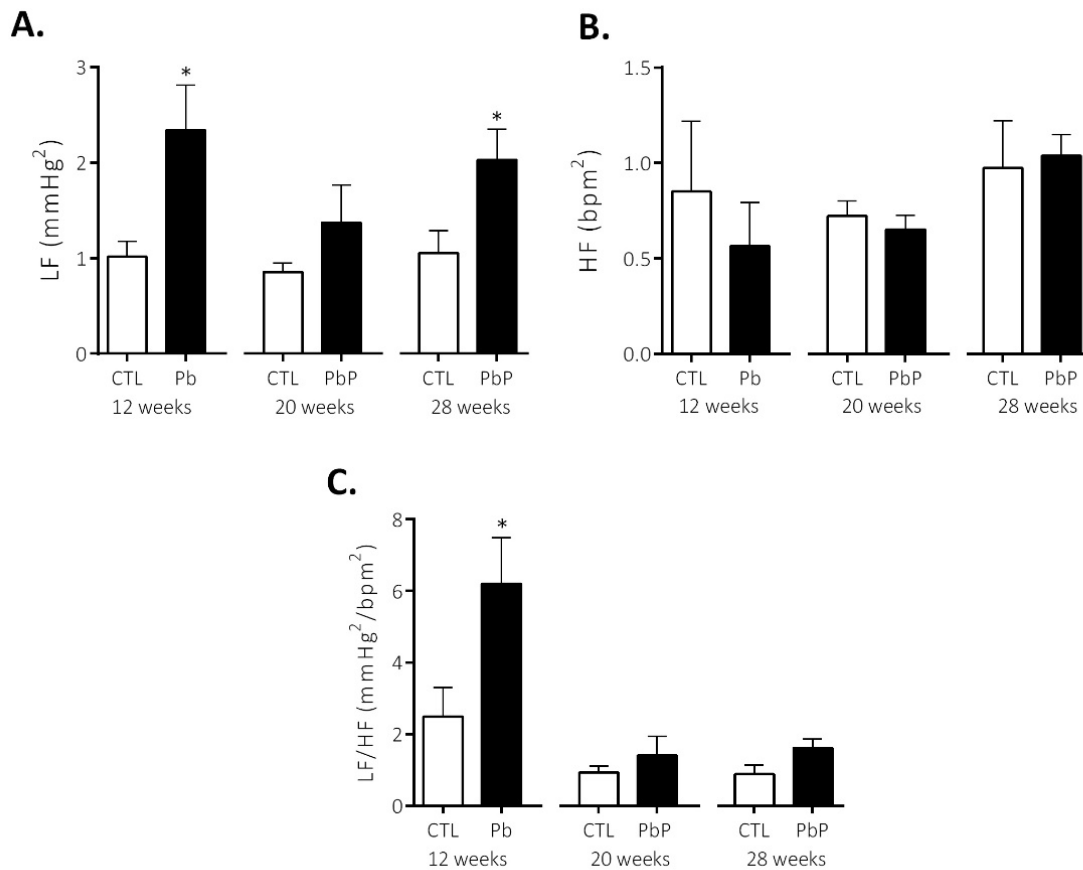 A.
LF (mmHg²)
3
2
1
0
*
*
CTL Pb CTL PbP CTL PbP
12 weeks 20 weeks 28 weeks
B.
HF (bpm²)
1.5
1.0
0.5
0.0
CTL Pb CTL PbP CTL PbP
12 weeks 20 weeks 28 weeks
C.
LF/HF (mmHg²/bpm²)
8
6
4
2
0
*
CTL Pb CTL PbP CTL PbP
12 weeks 20 weeks 28 weeks